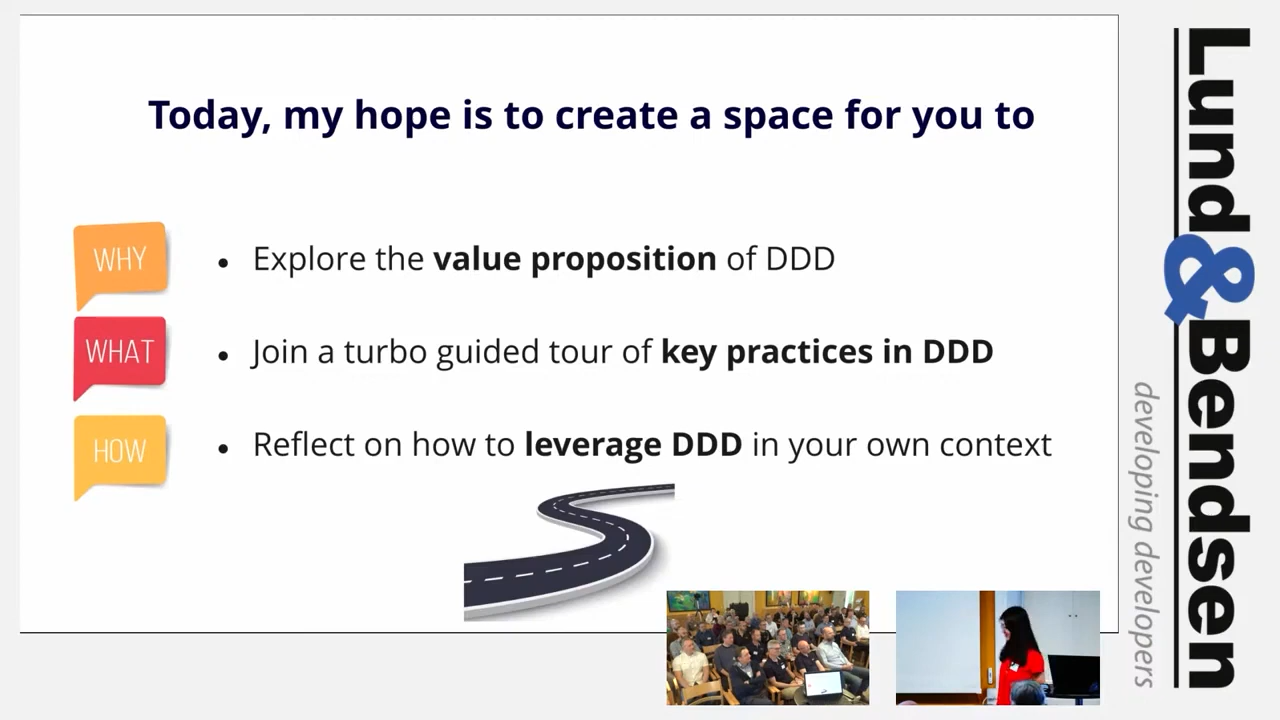 Today, my hope is to create a space for you to
WHY
Explore the value proposition of DDD
WHAT
Join a turbo guided tour of key practices in DDD
HOW
Reflect on how to leverage DDD in your own context
Lund & Bendsen
developing developers